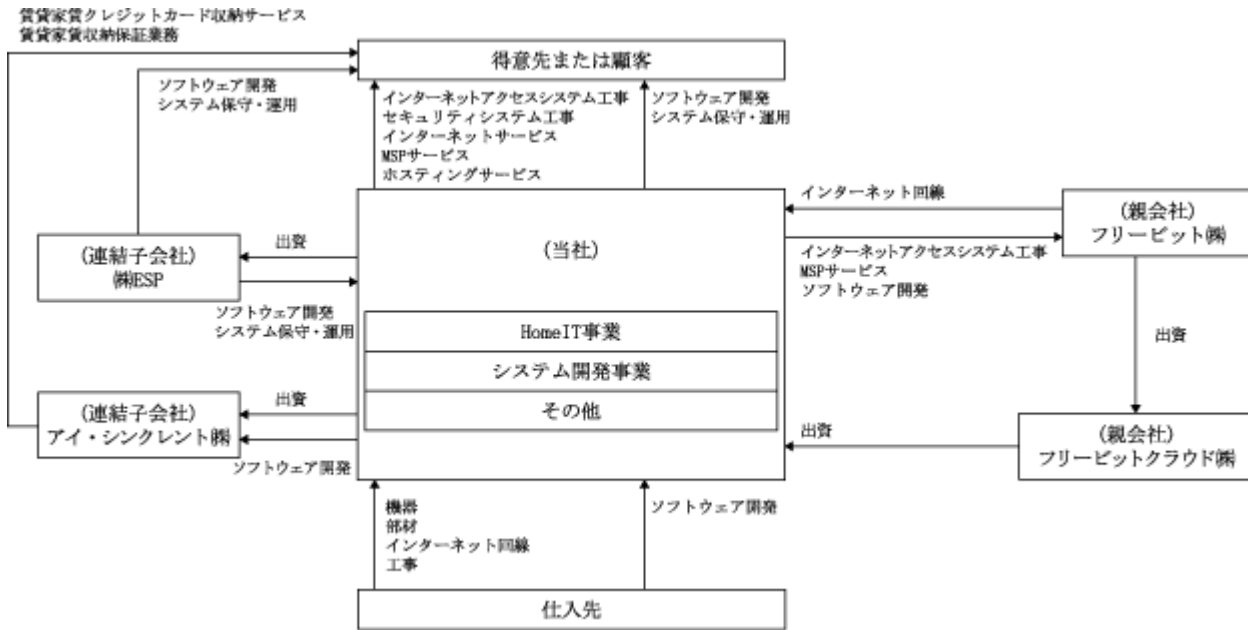 賃貸家賃クレジットカード収納サービス
賃貸家賃収納保証業務
得意先または顧客
ソフトウェア開発
システム保守・運用
インターネットアクセスシステム工事
セキュリティシステム工事
インターネットサービス
MSPサービス
ホスティングサービス
ソフトウェア開発
システム保守・運用
(連結子会社)
㈱ESP
出資
ソフトウェア開発
システム保守・運用
(当社)
HomeIT事業
システム開発事業
その他
インターネット回線
インターネットアクセスシステム工事
MSPサービス
ソフトウェア開発
(親会社)
フリービット㈱
出資
(連結子会社)
アイ・シンクレント㈱
出資
ソフトウェア開発
出資
(親会社)
フリービットクラウド㈱
機器
部材
インターネット回線
工事
ソフトウェア開発
仕入先